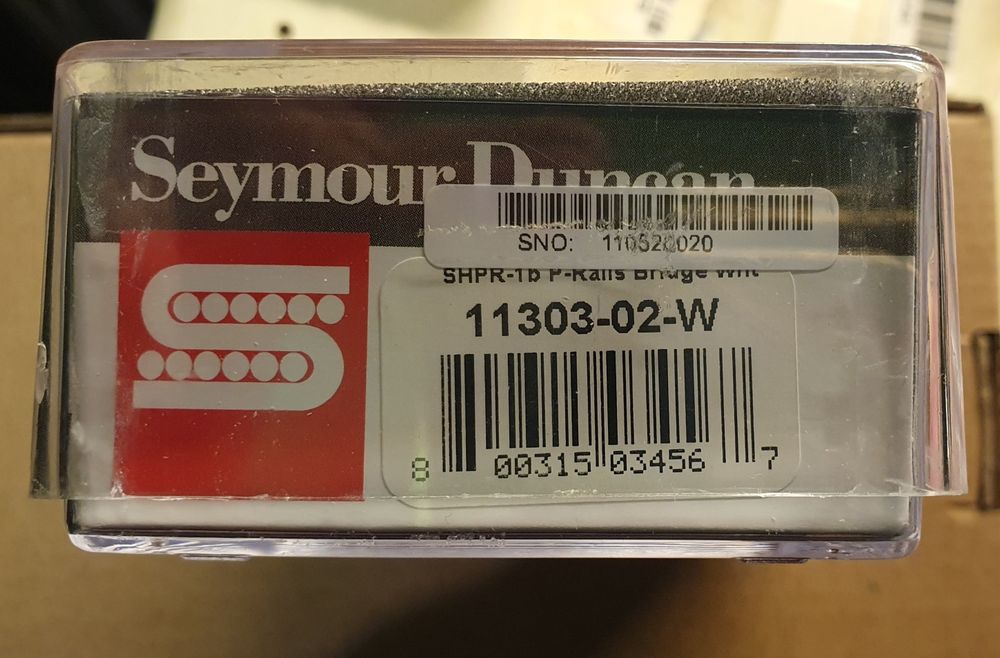 Seymour Duncan
SNO: 110520020
SHPR-1b P-Rails Bridge Wht
11303-02-W
8 00315 03456 7